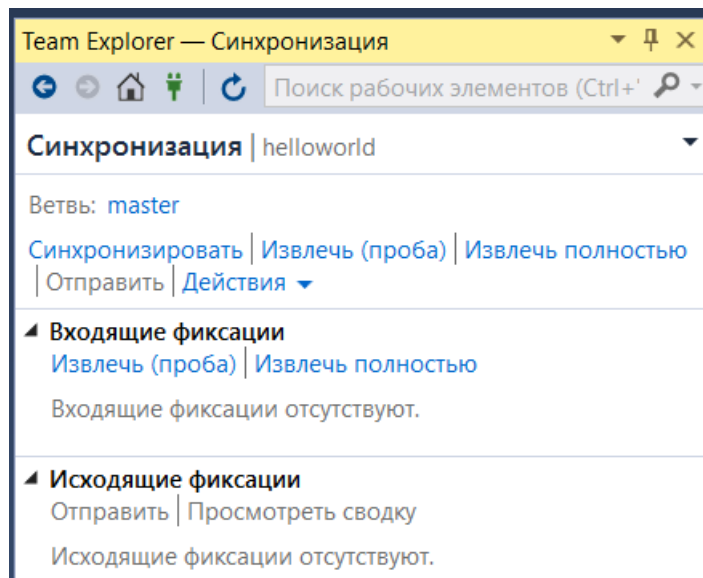 Team Explorer — Синхронизация
Поиск рабочих элементов (Ctrl+'
Синхронизация | helloworld
Ветвь: master
Синхронизировать | Извлечь (проба) | Извлечь полностью
| Отправить | Действия
Входящие фиксации
Извлечь (проба) | Извлечь полностью
Входящие фиксации отсутствуют.
Исходящие фиксации
Отправить | Просмотреть сводку
Исходящие фиксации отсутствуют.